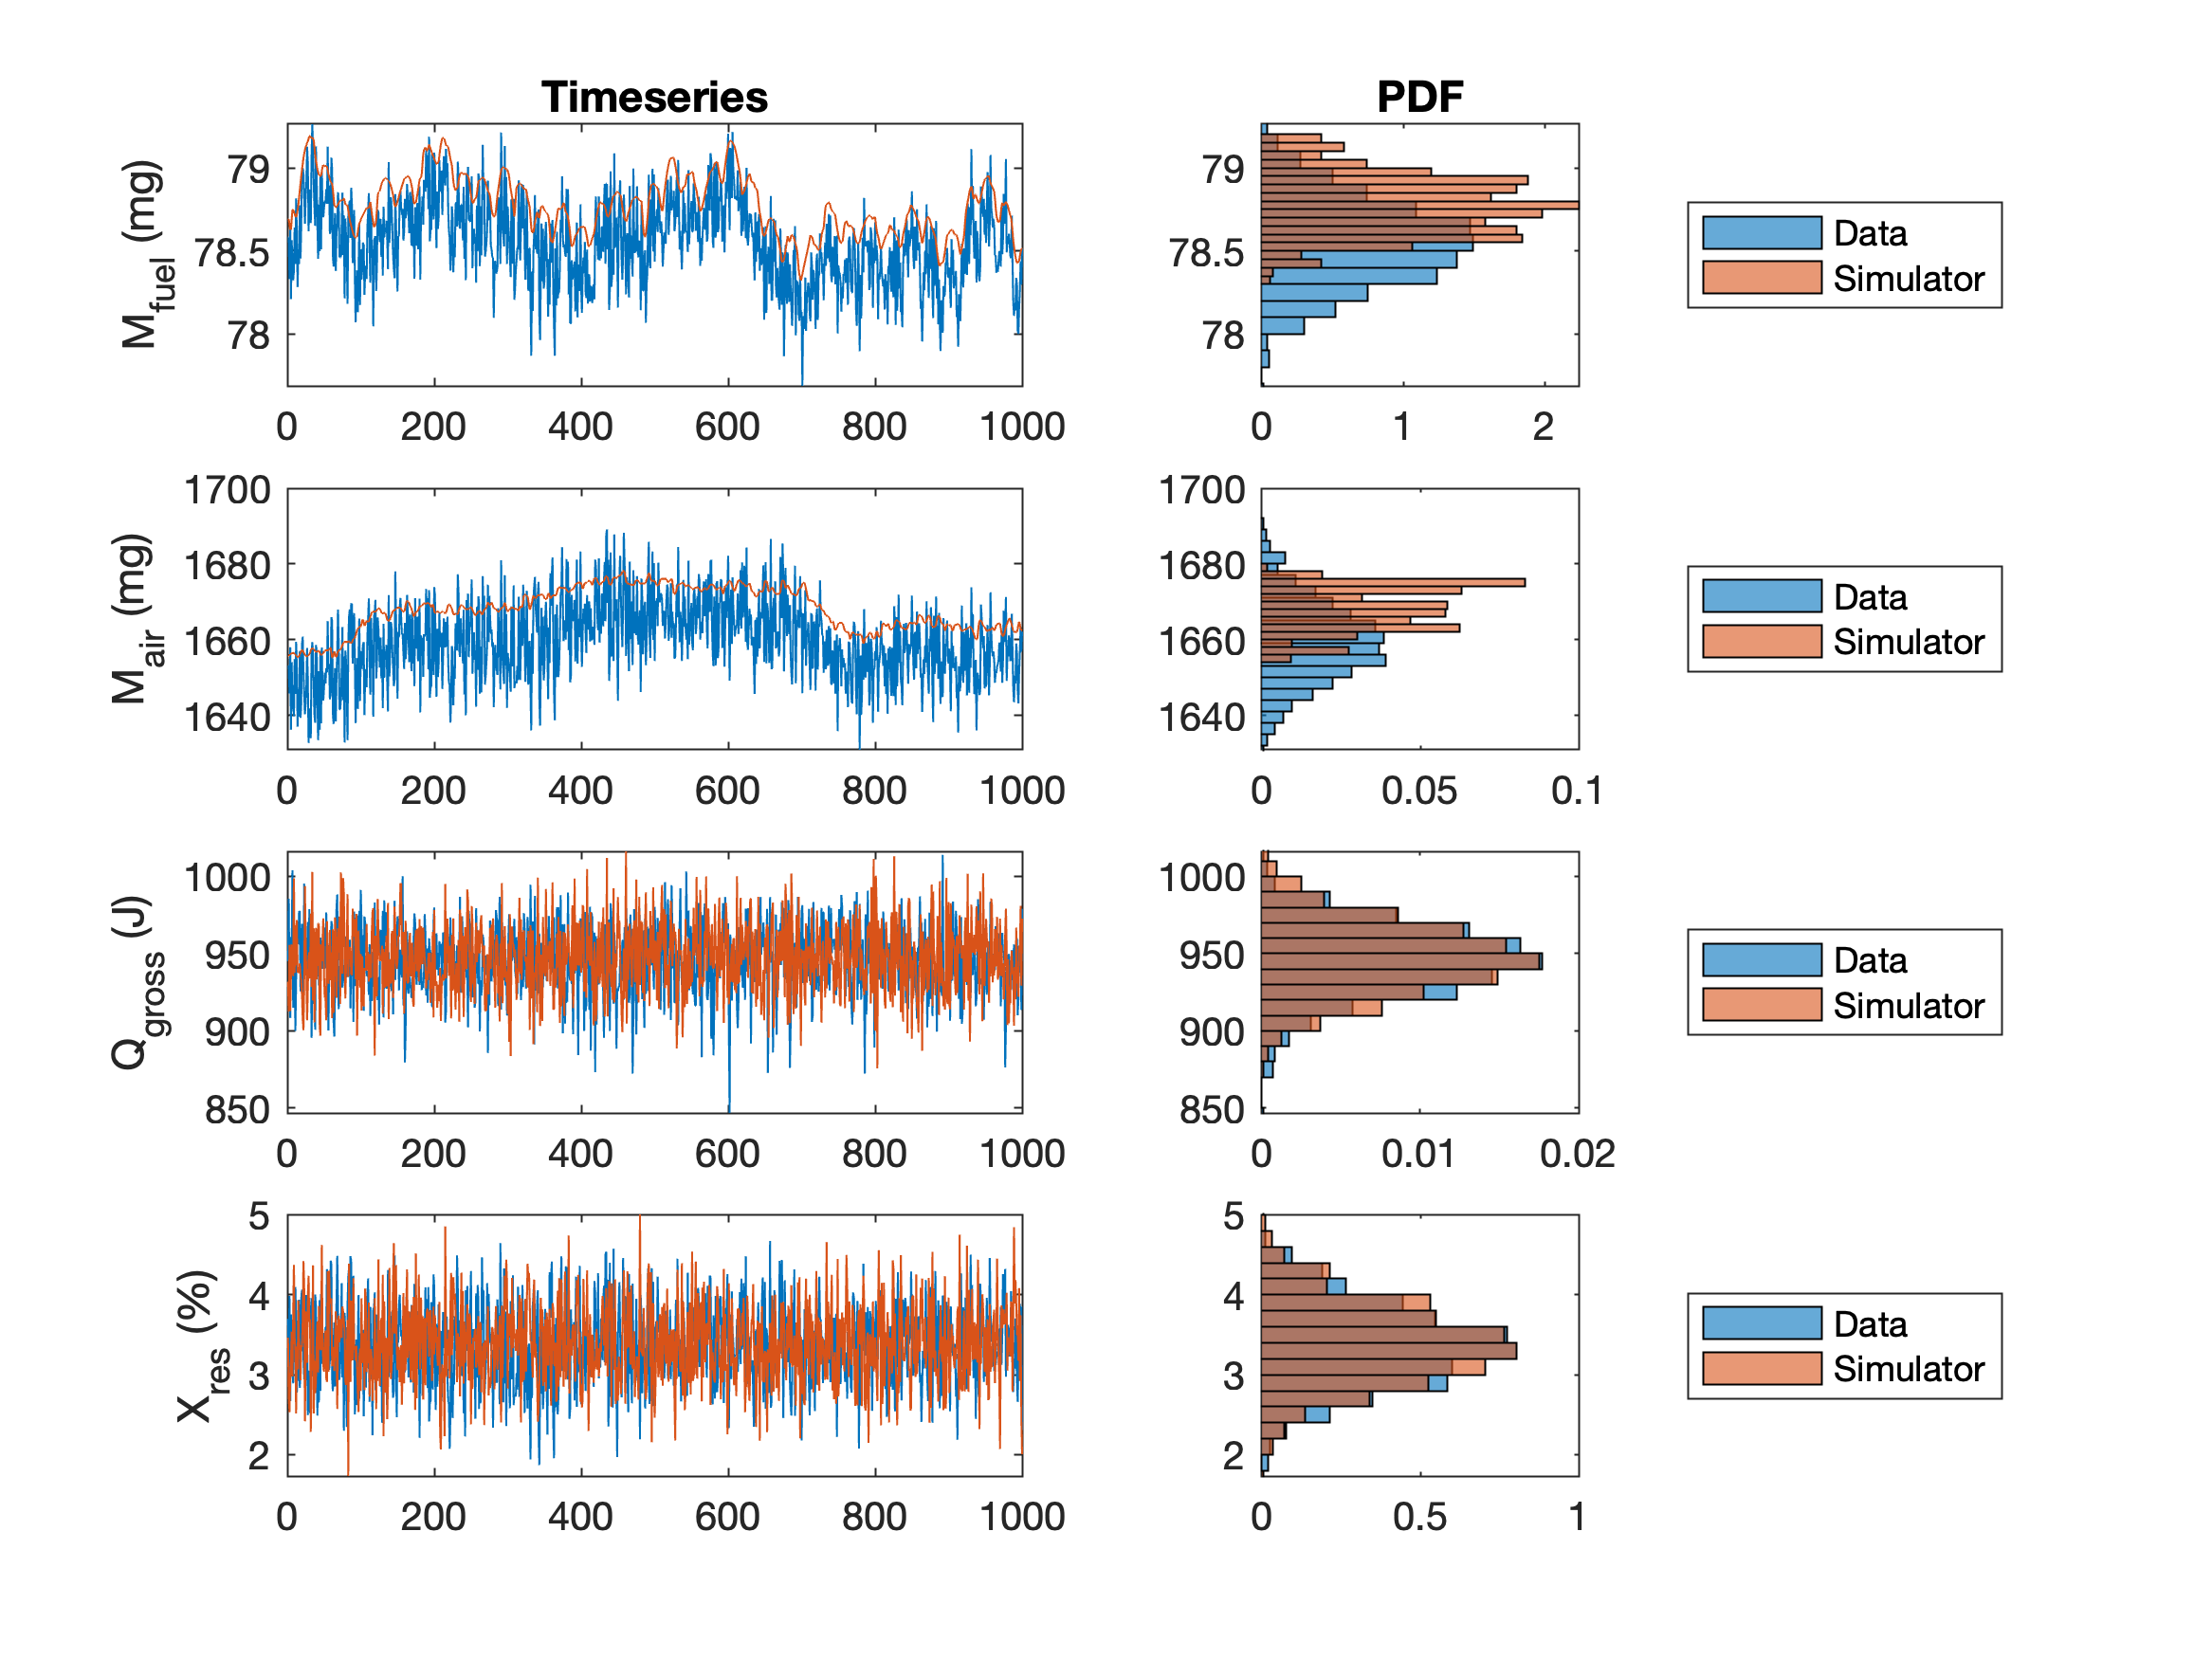 Timeseries
PDF
M_fuel (mg)
79
78.5
78
0 200 400 600 800 1000
79
78.5
78
0 1 2
Data
Simulator
M_air (mg)
1700
1680
1660
1640
0 200 400 600 800 1000
1700
1680
1660
1640
0 0.05 0.1
Data
Simulator
Q_gross (J)
1000
950
900
850
0 200 400 600 800 1000
1000
950
900
850
0 0.01 0.02
Data
Simulator
X_res (%)
5
4
3
2
0 200 400 600 800 1000
5
4
3
2
0 0.5 1
Data
Simulator